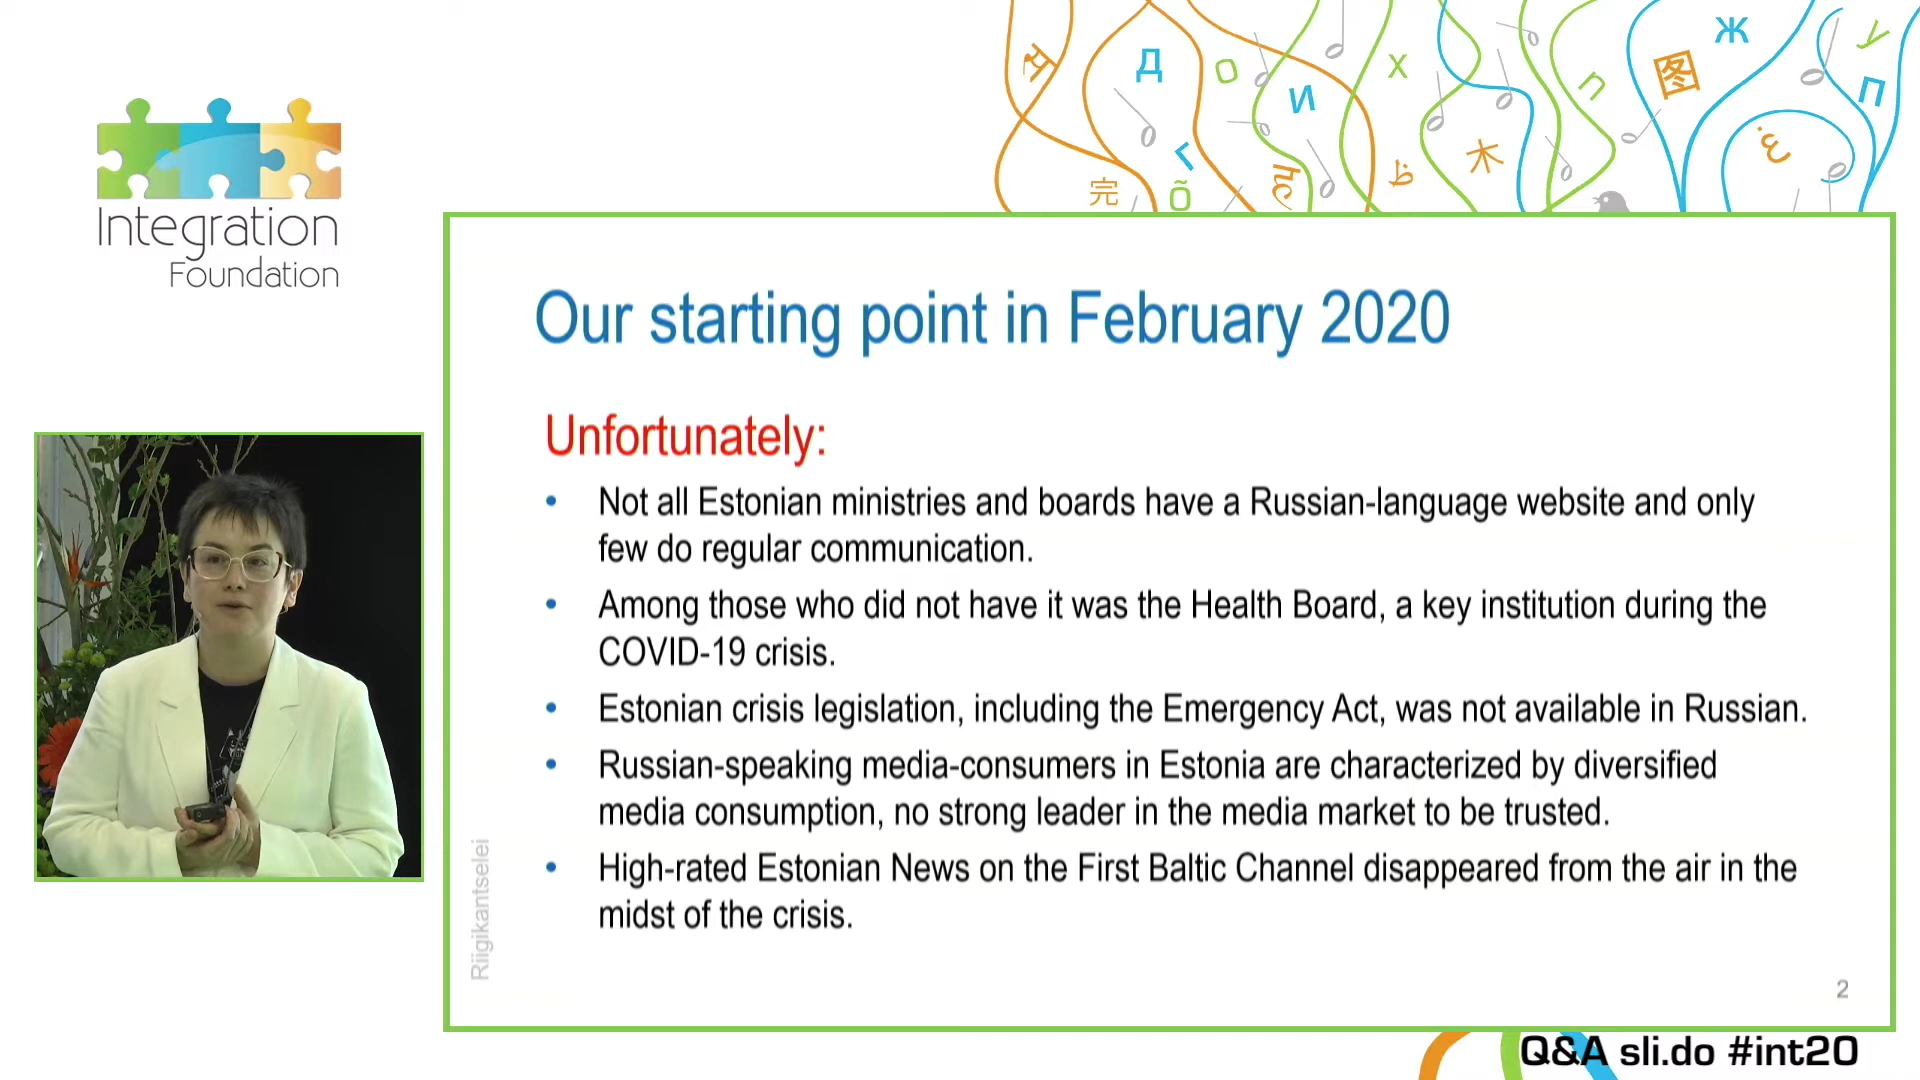 Д
О
И
Х
Л
图
Ж
У
П
木
完
Õ
Integration
Foundation
Our starting point in February 2020
Unfortunately:
• Not all Estonian ministries and boards have a Russian-language website and only
few do regular communication.
• Among those who did not have it was the Health Board, a key institution during the
COVID-19 crisis.
• Estonian crisis legislation, including the Emergency Act, was not available in Russian.
• Russian-speaking media-consumers in Estonia are characterized by diversified
media consumption, no strong leader in the media market to be trusted.
• High-rated Estonian News on the First Baltic Channel disappeared from the air in the
midst of the crisis.
Riigikantselei
2
Q&A sli.do #int20